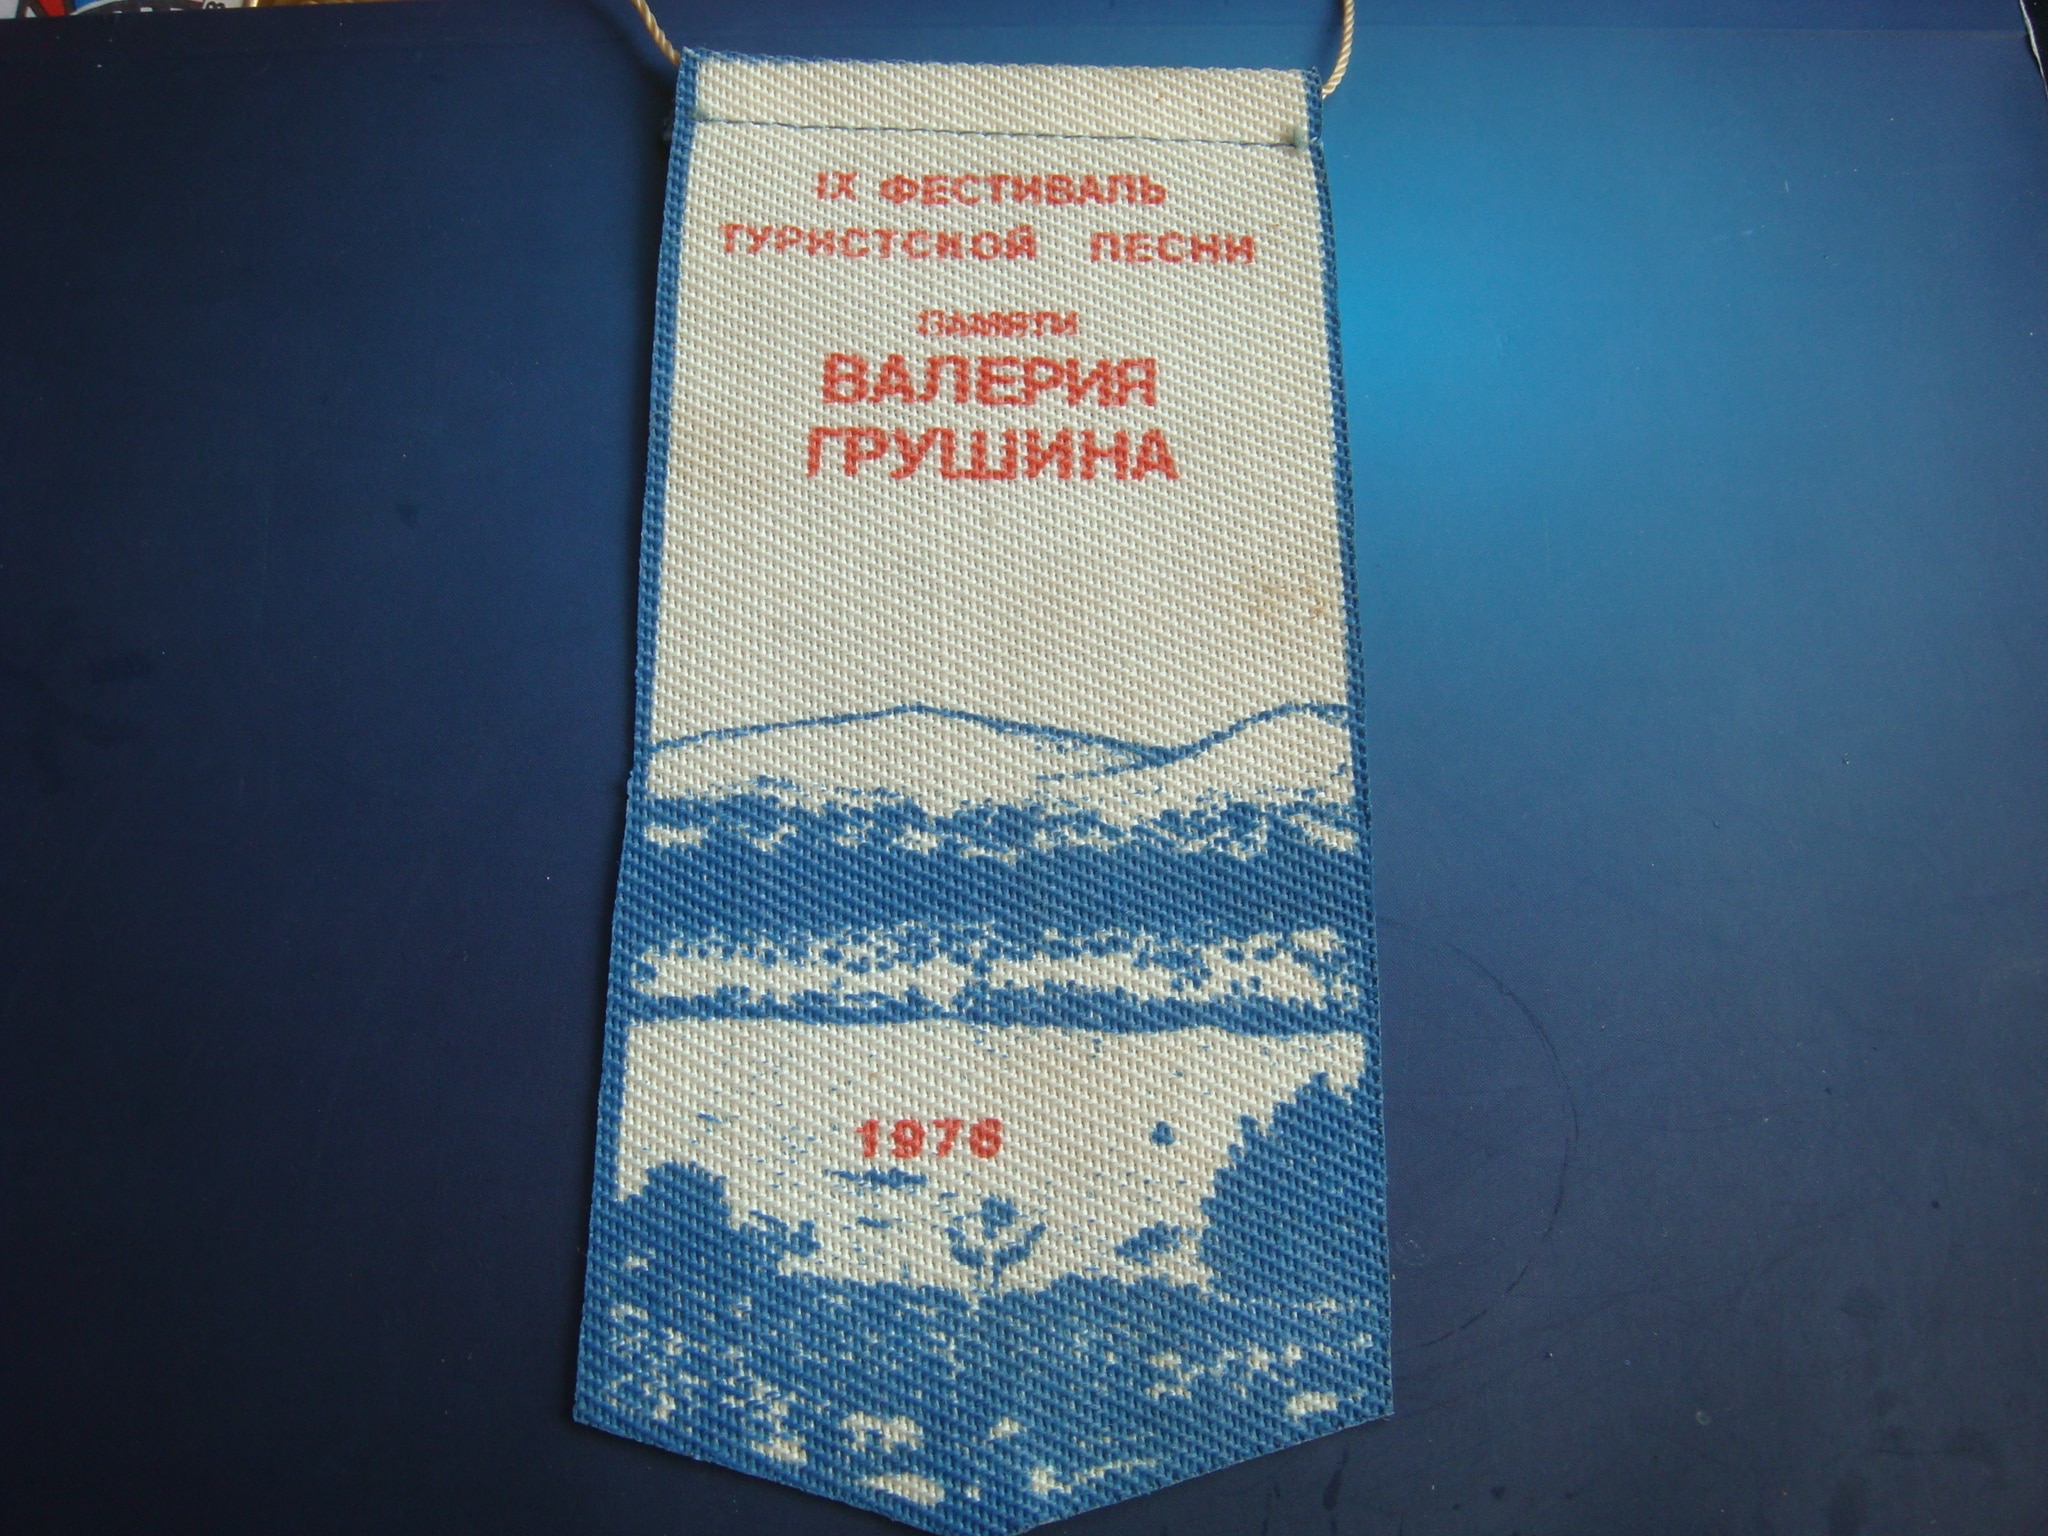 IX ФЕСТИВАЛЬ
ТУРИСТСКОЙ ПЕСНИ
ПАМЯТИ
ВАЛЕРИЯ
ГРУШИНА
1976